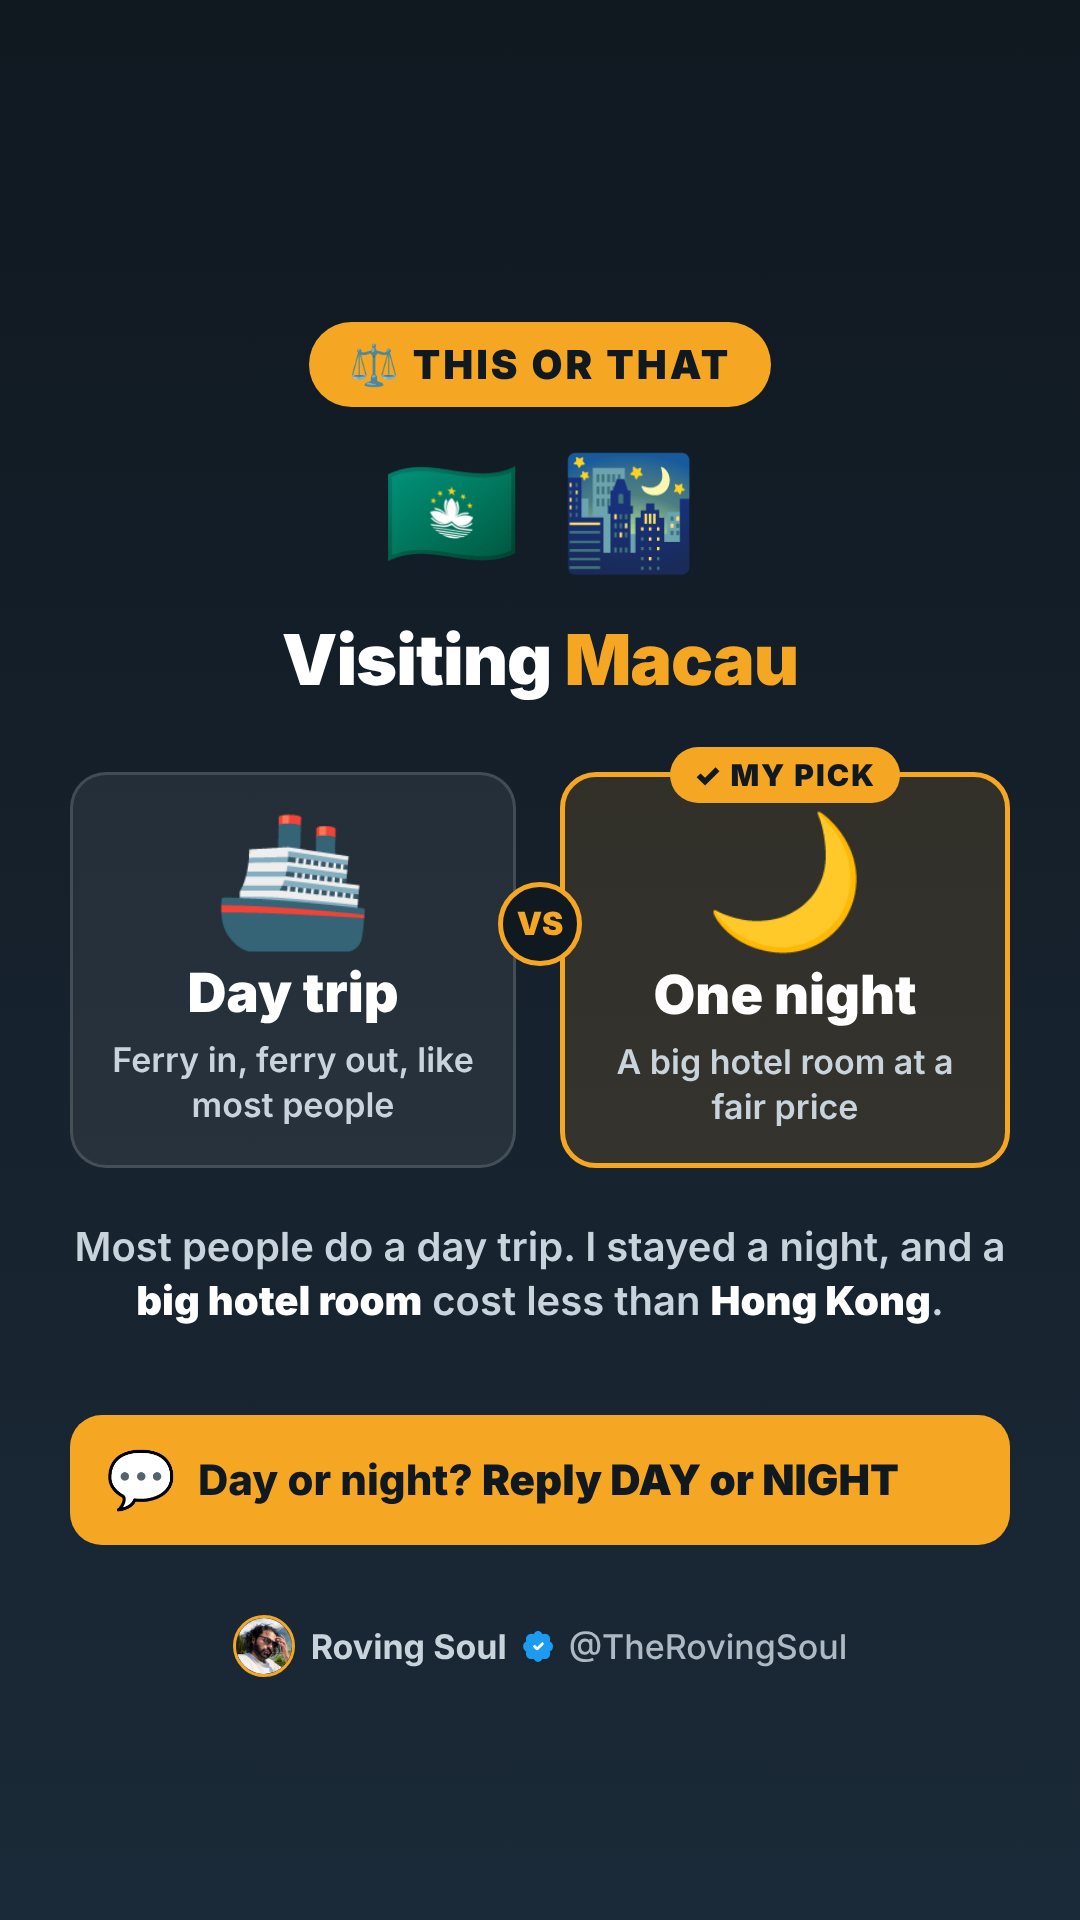 THIS OR THAT
Visiting Macau
✓ MY PICK
VS
Day trip
Ferry in, ferry out, like
most people
One night
A big hotel room at a
fair price
Most people do a day trip. I stayed a night, and a
big hotel room cost less than Hong Kong.
Day or night? Reply DAY or NIGHT
Roving Soul @TheRovingSoul